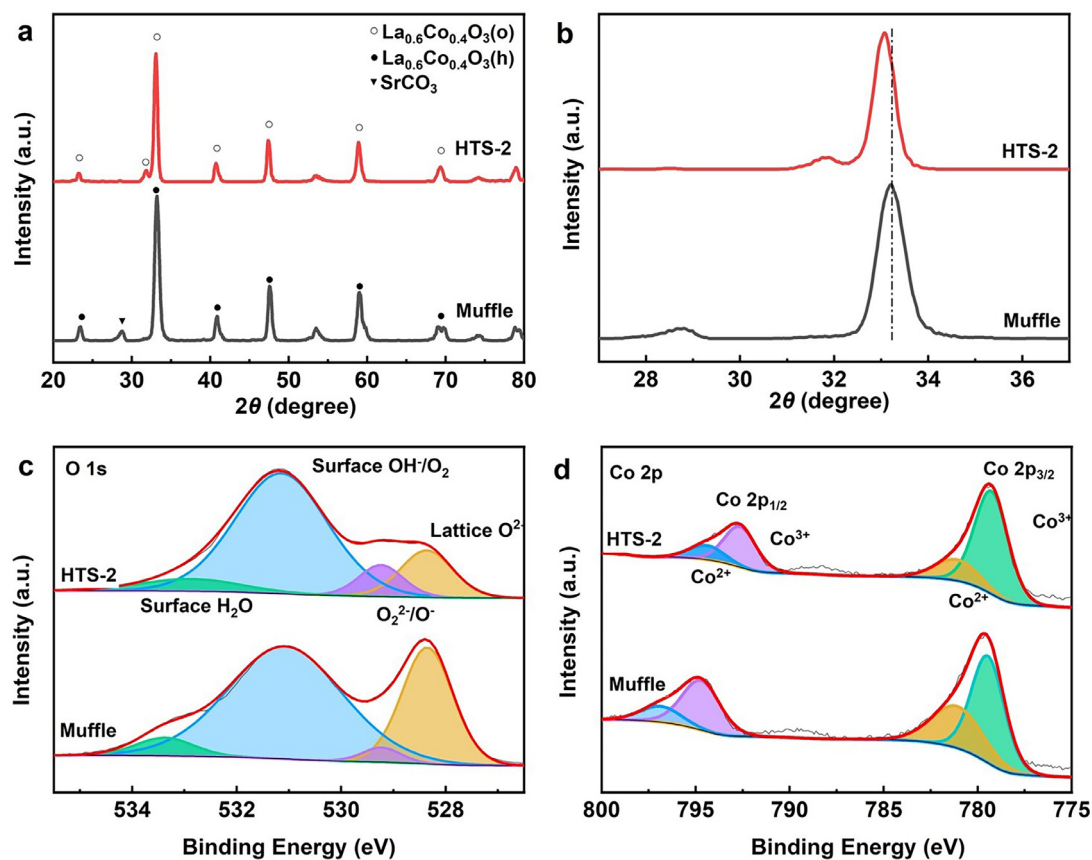 a
○ La₀.₆Co₀.₄O₃(o)
● La₀.₆Co₀.₄O₃(h)
▼ SrCO₃
HTS-2
Muffle
Intensity (a.u.)
20 30 40 50 60 70 80
2θ (degree)
b
HTS-2
Muffle
Intensity (a.u.)
28 30 32 34 36
2θ (degree)
c
O 1s
Surface OH⁻/O₂
Lattice O²⁻
HTS-2
Surface H₂O
O₂²⁻/O⁻
Muffle
Intensity (a.u.)
534 532 530 528
Binding Energy (eV)
d
Co 2p
Co 2p₃/₂
Co 2p₁/₂
Co³⁺
HTS-2
Co³⁺
Co²⁺
Co²⁺
Muffle
Intensity (a.u.)
800 795 790 785 780 775
Binding Energy (eV)